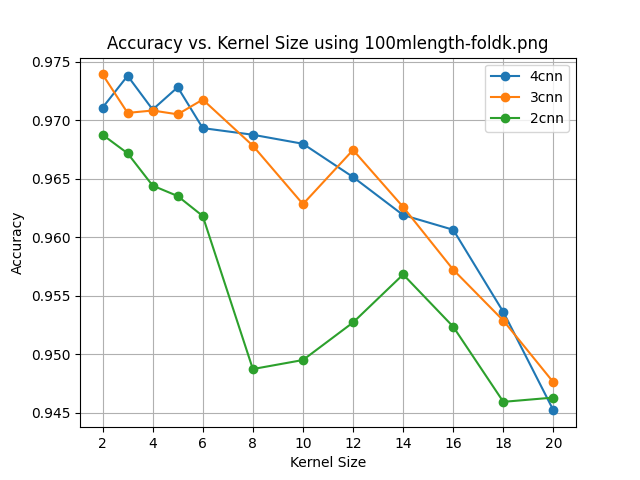 Accuracy vs. Kernel Size using 100mlength-foldk.png
0.975
0.970
0.965
0.960
0.955
0.950
0.945
Accuracy
4cnn
3cnn
2cnn
2 4 6 8 10 12 14 16 18 20
Kernel Size